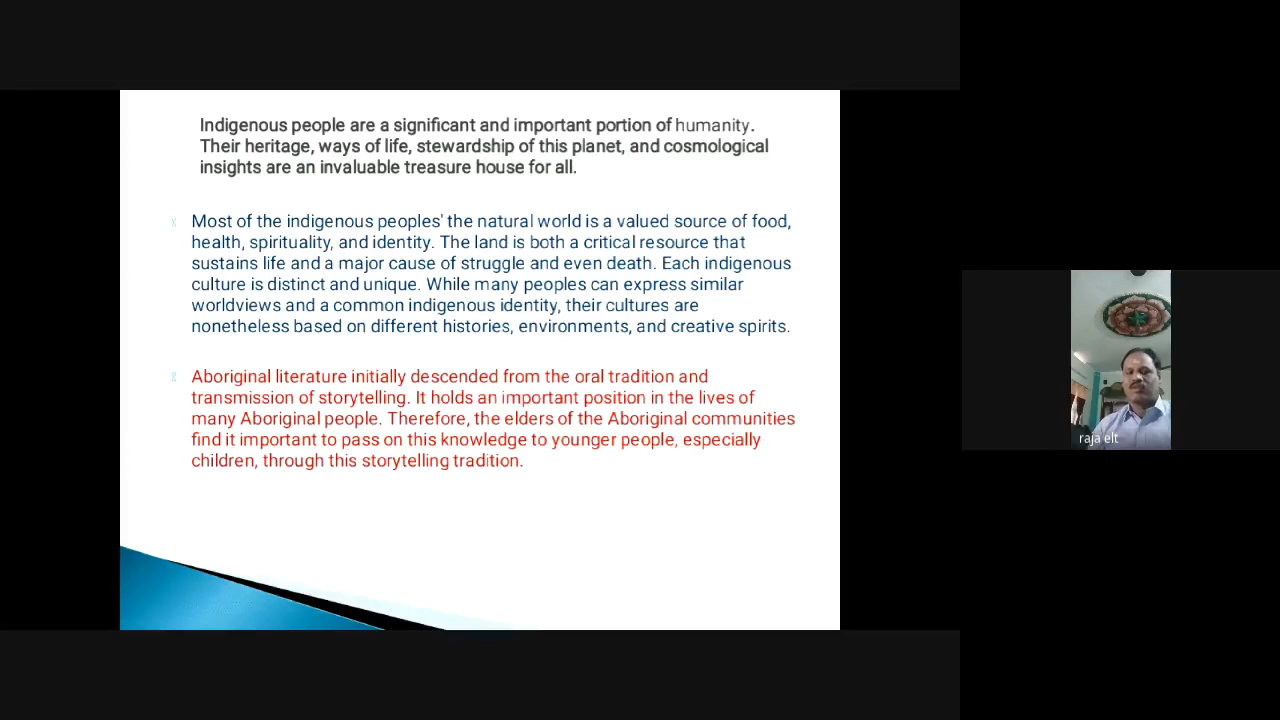 Indigenous people are a significant and important portion of humanity.
Their heritage, ways of life, stewardship of this planet, and cosmological
insights are an invaluable treasure house for all.
Most of the indigenous peoples' the natural world is a valued source of food,
health, spirituality, and identity. The land is both a critical resource that
sustains life and a major cause of struggle and even death. Each indigenous
culture is distinct and unique. While many peoples can express similar
worldviews and a common indigenous identity, their cultures are
nonetheless based on different histories, environments, and creative spirits.
Aboriginal literature initially descended from the oral tradition and
transmission of storytelling. It holds an important position in the lives of
many Aboriginal people. Therefore, the elders of the Aboriginal communities
find it important to pass on this knowledge to younger people, especially
children, through this storytelling tradition.
raja elt